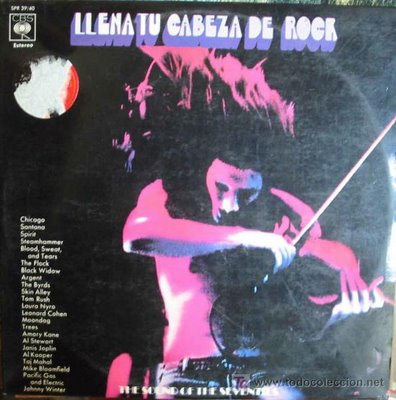 SPR 39/40
CBS
Estereo
LLENA TU CABEZA DE ROCK
Chicago
Santana
Spirit
Steamhammer
Blood, Sweat,
and Tears
The Flock
Black Widow
Argent
The Byrds
Skin Alley
Tom Rush
Laura Nyro
Leonard Cohen
Moondog
Trees
Amory Kane
Al Stewart
Janis Joplin
Al Kooper
Taj Mahal
Mike Bloomfield
Pacific Gas
and Electric
Johnny Winter
THE SOUND OF THE SEVENTIES
www.todocoleccion.net